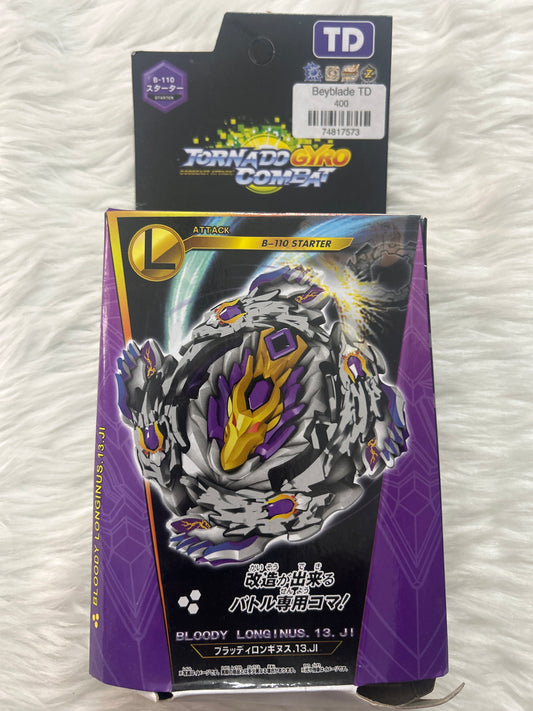 TD
B-110
スターター
STARTER
Beyblade TD
400
74817573
TORNADO GYRO
COMBAT
ATTACK
L
B-110 STARTER
BLOODY LONGINUS.13.JI
かいぞう でき
改造が出来る
せんよう
バトル専用コマ!
BLOODY LONGINUS.13.JI
ブラッディロンギヌス.13.JI